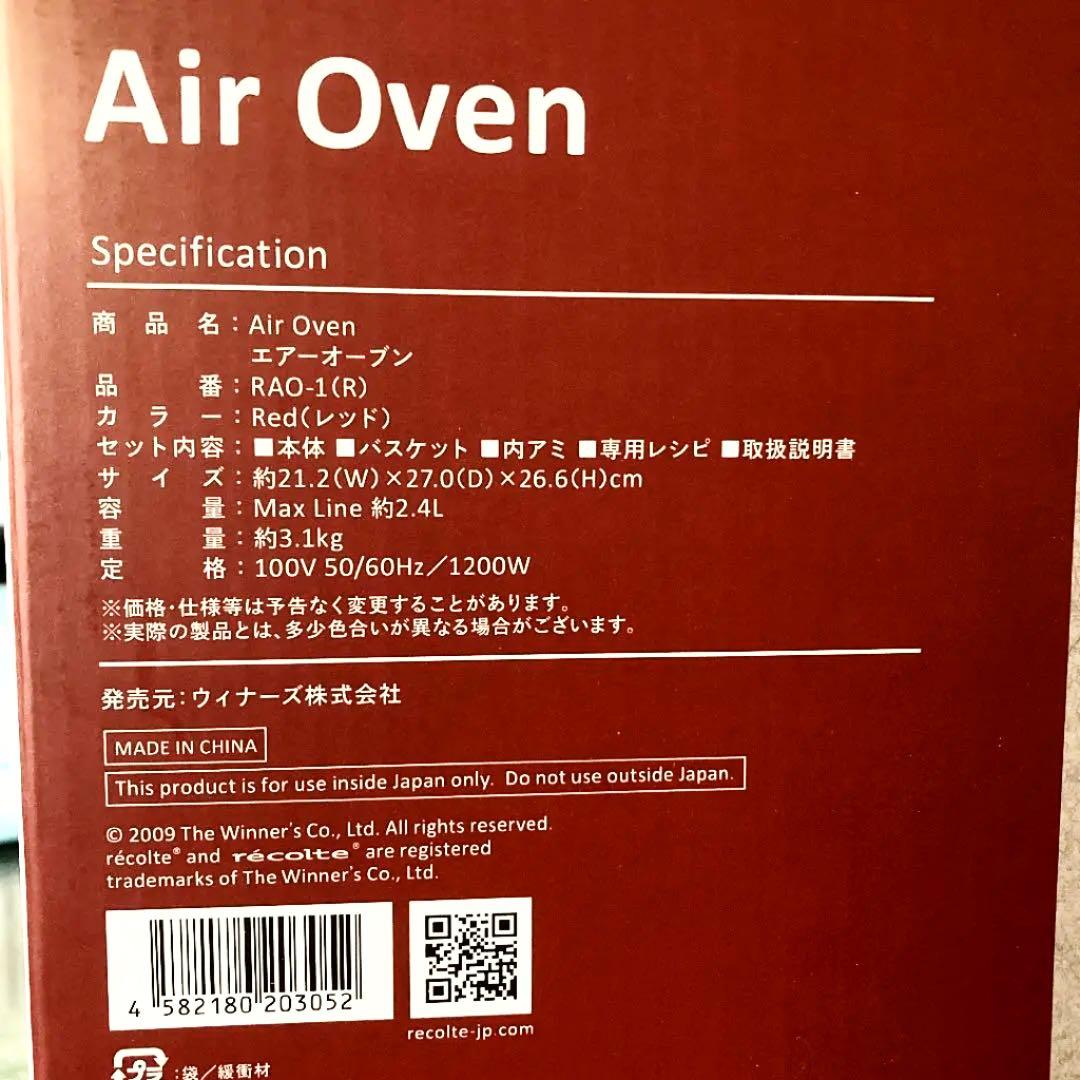 Air Oven
Specification
商品名：Air Oven
エアーオーブン
品番：RAO-1(R)
カラー：Red(レッド)
セット内容：■本体 ■バスケット ■内アミ ■専用レシピ ■取扱説明書
サイズ：約21.2(W)×27.0(D)×26.6(H)cm
容量：Max Line 約2.4L
重量：約3.1kg
定格：100V 50/60Hz／1200W
※価格・仕様等は予告なく変更することがあります。
※実際の製品とは、多少色合いが異なる場合がございます。
発売元：ウィナーズ株式会社
MADE IN CHINA
This product is for use inside Japan only. Do not use outside Japan.
© 2009 The Winner's Co., Ltd. All rights reserved.
récolte® and récolte® are registered
trademarks of The Winner's Co., Ltd.
4 582180 203052
recolte-jp.com
プラ：袋／緩衝材